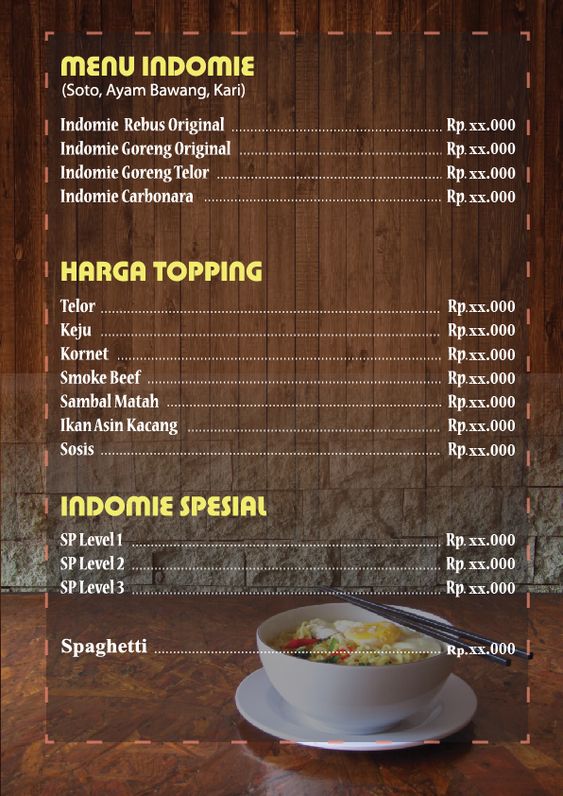 MENU INDOMIE
(Soto, Ayam Bawang, Kari)
Indomie Rebus Original ........ Rp.xx.000
Indomie Goreng Original ........ Rp.xx.000
Indomie Goreng Telor ........ Rp.xx.000
Indomie Carbonara ........ Rp.xx.000
HARGA TOPPING
Telor ........ Rp.xx.000
Keju ........ Rp.xx.000
Kornet ........ Rp.xx.000
Smoke Beef ........ Rp.xx.000
Sambal Matah ........ Rp.xx.000
Ikan Asin Kacang ........ Rp.xx.000
Sosis ........ Rp.xx.000
INDOMIE SPESIAL
SP Level 1 ........ Rp.xx.000
SP Level 2 ........ Rp.xx.000
SP Level 3 ........ Rp.xx.000
Spaghetti ........ Rp.xx.000